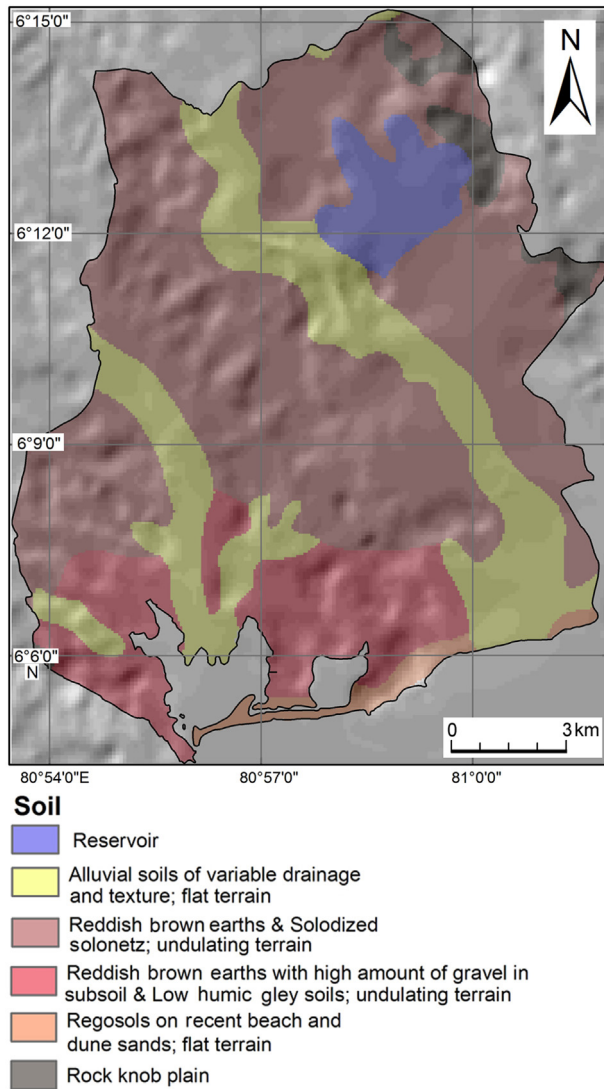 6°15'0"
N
6°12'0"
6°9'0"
6°6'0"
N
0 3 km
80°54'0"E 80°57'0" 81°0'0"
Soil
Reservoir
Alluvial soils of variable drainage
and texture; flat terrain
Reddish brown earths & Solodized
solonetz; undulating terrain
Reddish brown earths with high amount of gravel in
subsoil & Low humic gley soils; undulating terrain
Regosols on recent beach and
dune sands; flat terrain
Rock knob plain